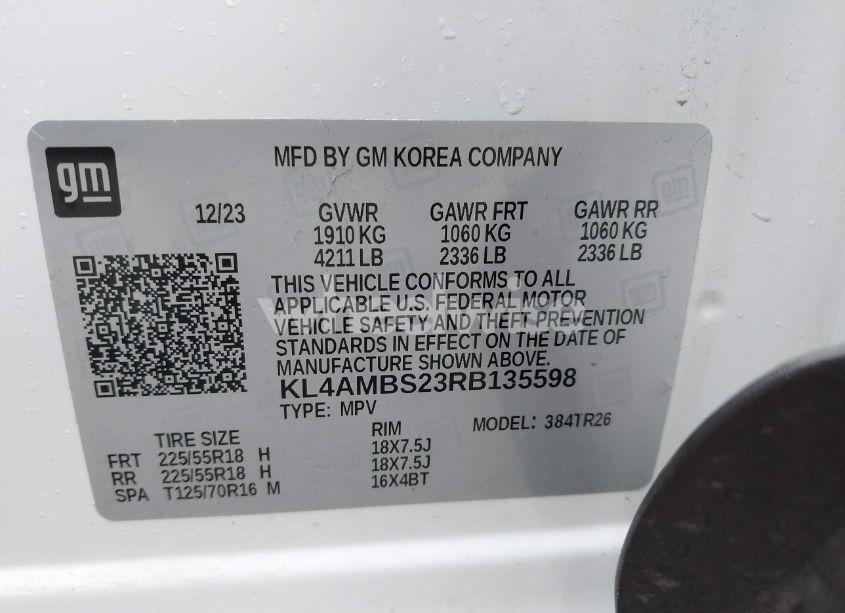 gm
MFD BY GM KOREA COMPANY
12/23 GVWR GAWR FRT GAWR RR
1910 KG 1060 KG 1060 KG
4211 LB 2336 LB 2336 LB
THIS VEHICLE CONFORMS TO ALL
APPLICABLE U.S. FEDERAL MOTOR
VEHICLE SAFETY AND THEFT PREVENTION
STANDARDS IN EFFECT ON THE DATE OF
MANUFACTURE SHOWN ABOVE.
KL4AMBS23RB135598
TYPE: MPV MODEL: 384TR26
TIRE SIZE RIM
FRT 225/55R18 H 18X7.5J
RR 225/55R18 H 18X7.5J
SPA T125/70R16 M 16X4BT